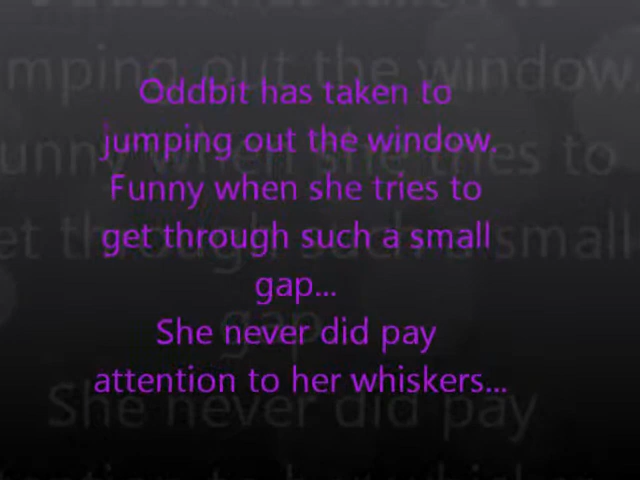 Oddbit has taken to
jumping out the window.
Funny when she tries to
get through such a small
gap...
She never did pay
attention to her whiskers...